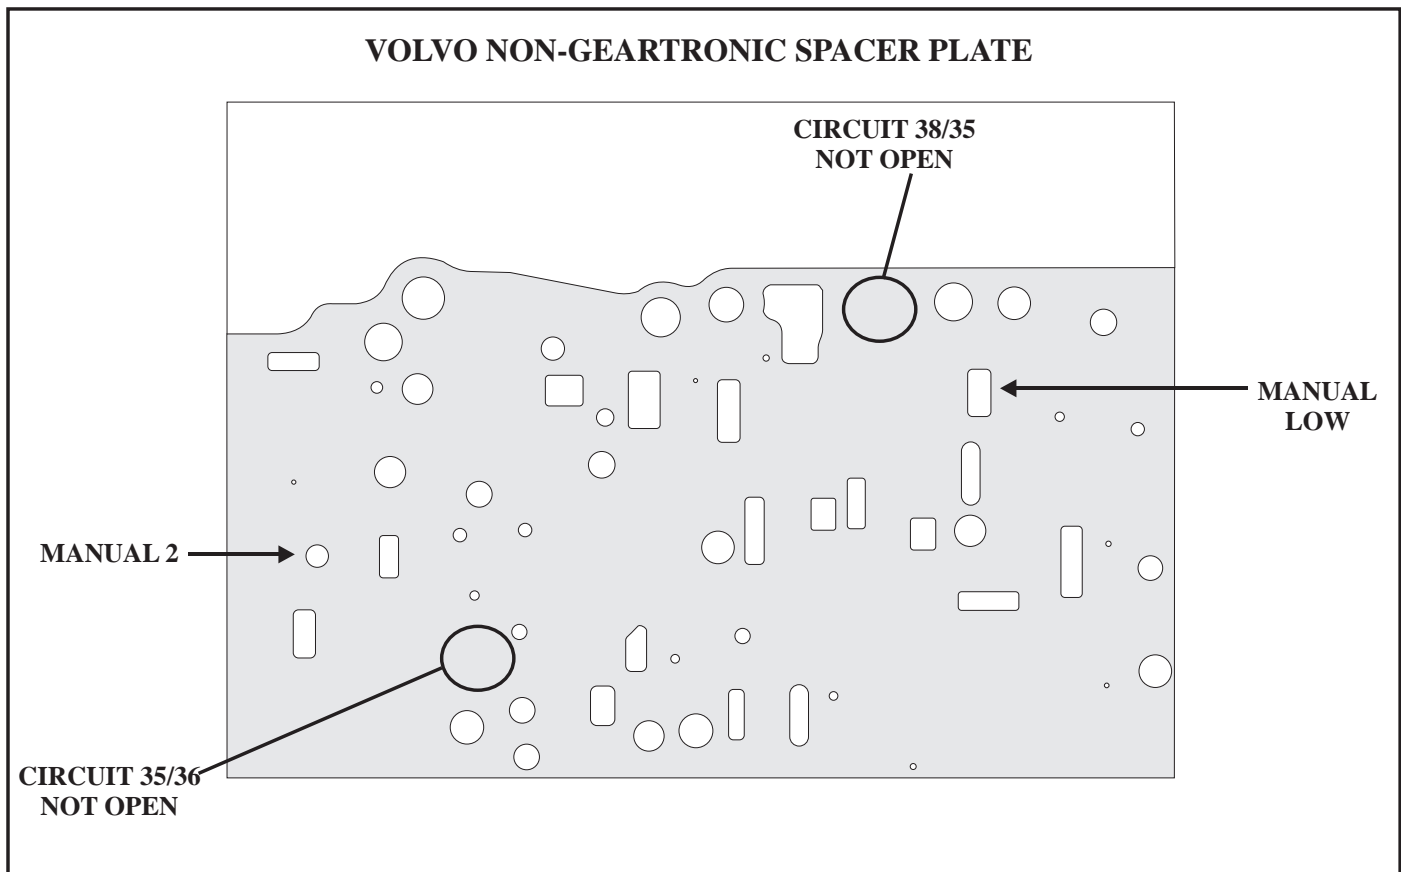 VOLVO NON-GEARTRONIC SPACER PLATE
CIRCUIT 38/35
NOT OPEN
MANUAL
LOW
MANUAL 2
CIRCUIT 35/36
NOT OPEN